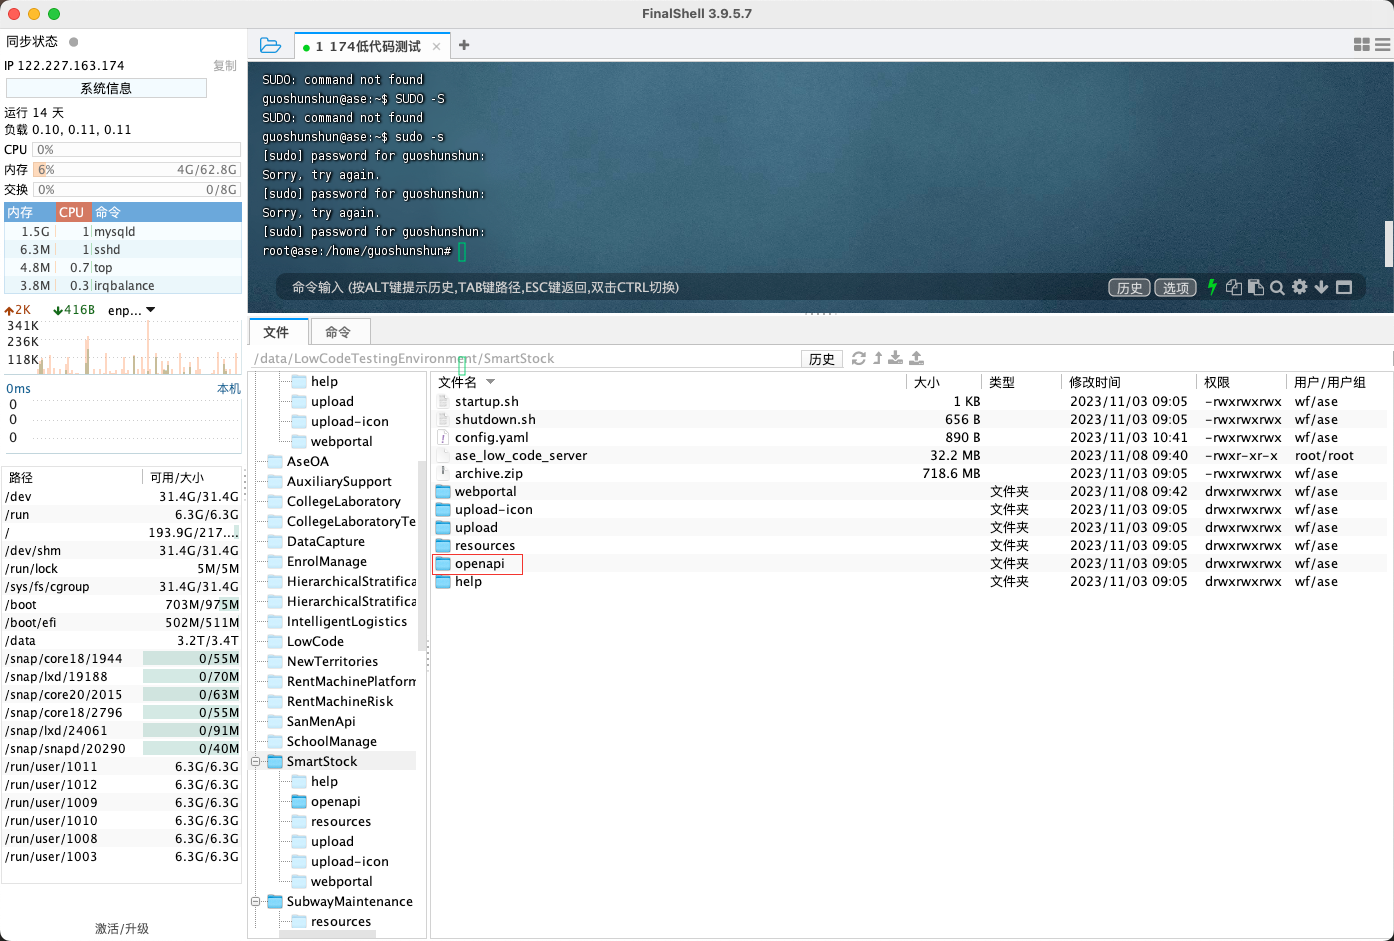 FinalShell 3.9.5.7
同步状态
IP 122.227.163.174 复制
系统信息
运行 14 天
负载 0.10, 0.11, 0.11
CPU 0%
内存 6% 4G/62.8G
交换 0% 0/8G
内存 CPU 命令
1.5G 1 mysqld
6.3M 1 sshd
4.8M 0.7 top
3.8M 0.3 irqbalance
2K 416B enp...
341K
236K
118K
0ms 本机
0
0
0
路径 可用/大小
/dev 31.4G/31.4G
/run 6.3G/6.3G
/ 193.9G/217....
/dev/shm 31.4G/31.4G
/run/lock 5M/5M
/sys/fs/cgroup 31.4G/31.4G
/boot 703M/975M
/boot/efi 502M/511M
/data 3.2T/3.4T
/snap/core18/1944 0/55M
/snap/lxd/19188 0/70M
/snap/core20/2015 0/63M
/snap/core18/2796 0/55M
/snap/lxd/24061 0/91M
/snap/snapd/20290 0/40M
/run/user/1011 6.3G/6.3G
/run/user/1012 6.3G/6.3G
/run/user/1009 6.3G/6.3G
/run/user/1010 6.3G/6.3G
/run/user/1008 6.3G/6.3G
/run/user/1003 6.3G/6.3G
激活/升级
1 174低代码测试
SUDO: command not found
guoshunshun@ase:~$ SUDO -S
SUDO: command not found
guoshunshun@ase:~$ sudo -s
[sudo] password for guoshunshun:
Sorry, try again.
[sudo] password for guoshunshun:
Sorry, try again.
[sudo] password for guoshunshun:
root@ase:/home/guoshunshun#
命令输入 (按ALT键提示历史,TAB键路径,ESC键返回,双击CTRL切换) 历史 选项
文件 命令
/data/LowCodeTestingEnvironment/SmartStock 历史
help
upload
upload-icon
webportal
AseOA
AuxiliarySupport
CollegeLaboratory
CollegeLaboratoryTe
DataCapture
EnrolManage
HierarchicalStratifica
HierarchicalStratifica
IntelligentLogistics
LowCode
NewTerritories
RentMachinePlatform
RentMachineRisk
SanMenApi
SchoolManage
SmartStock
help
openapi
resources
upload
upload-icon
webportal
SubwayMaintenance
resources
文件名 大小 类型 修改时间 权限 用户/用户组
startup.sh 1 KB 2023/11/03 09:05 -rwxrwxrwx wf/ase
shutdown.sh 656 B 2023/11/03 09:05 -rwxrwxrwx wf/ase
config.yaml 890 B 2023/11/03 10:41 -rwxrwxrwx wf/ase
ase_low_code_server 32.2 MB 2023/11/08 09:40 -rwxr-xr-x root/root
archive.zip 718.6 MB 2023/11/03 09:05 -rwxrwxrwx wf/ase
webportal 文件夹 2023/11/08 09:42 drwxrwxrwx wf/ase
upload-icon 文件夹 2023/11/03 09:05 drwxrwxrwx wf/ase
upload 文件夹 2023/11/03 09:05 drwxrwxrwx wf/ase
resources 文件夹 2023/11/03 09:05 drwxrwxrwx wf/ase
openapi 文件夹 2023/11/03 09:05 drwxrwxrwx wf/ase
help 文件夹 2023/11/03 09:05 drwxrwxrwx wf/ase